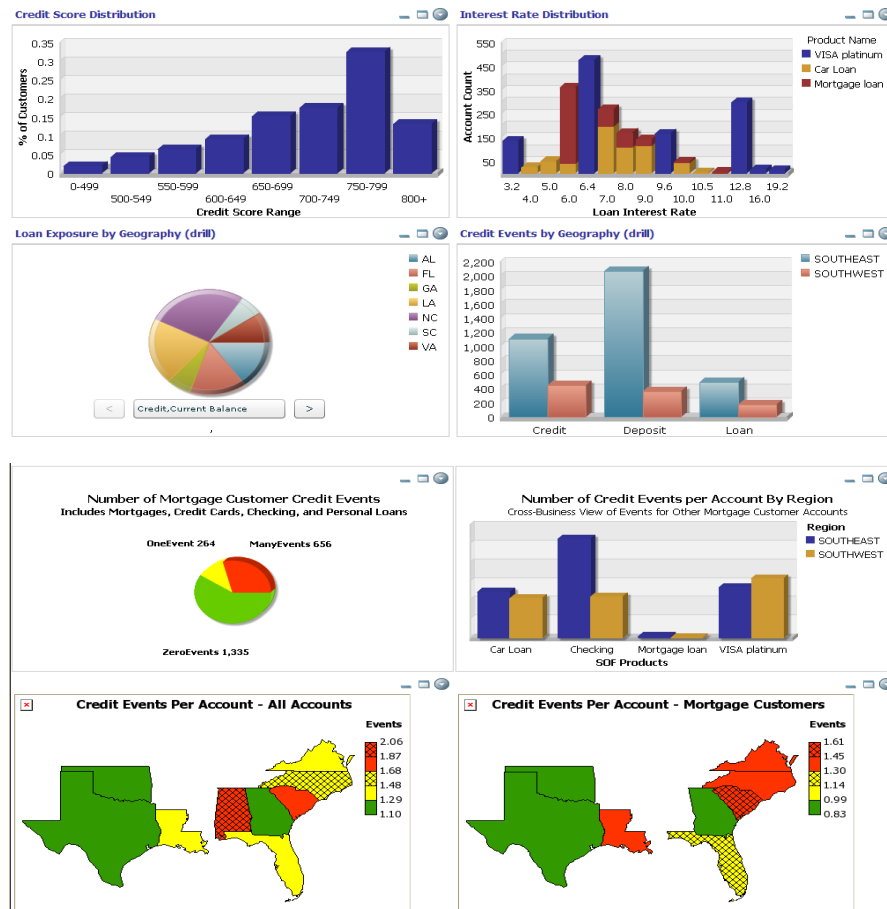 Credit Score Distribution
% of Customers
0.35
0.3
0.25
0.2
0.15
0.1
0.05
0
0-499
500-549
550-599
600-649
650-699
700-749
750-799
800+
Credit Score Range
Interest Rate Distribution
Account Count
550
450
350
250
150
50
3.2
4.0
5.0
6.0
6.4
7.0
8.0
9.0
9.6
10.0
10.5
11.0
12.8
16.0
19.2
Loan Interest Rate
Product Name
VISA platinum
Car Loan
Mortgage loan
Loan Exposure by Geography (drill)
AL
FL
GA
LA
NC
SC
VA
< Credit,Current Balance >
,
Credit Events by Geography (drill)
2,200
2,000
1,800
1,600
1,400
1,200
1,000
800
600
400
200
0
Credit Deposit Loan
SOUTHEAST
SOUTHWEST
Number of Mortgage Customer Credit Events
Includes Mortgages, Credit Cards, Checking, and Personal Loans
OneEvent 264
ManyEvents 656
ZeroEvents 1,335
Number of Credit Events per Account By Region
Cross-Business View of Events for Other Mortgage Customer Accounts
Region
SOUTHEAST
SOUTHWEST
Car Loan Checking Mortgage loan VISA platinum
SOF Products
Credit Events Per Account - All Accounts
Events
2.06
1.87
1.68
1.48
1.29
1.10
Credit Events Per Account - Mortgage Customers
Events
1.61
1.45
1.30
1.14
0.99
0.83